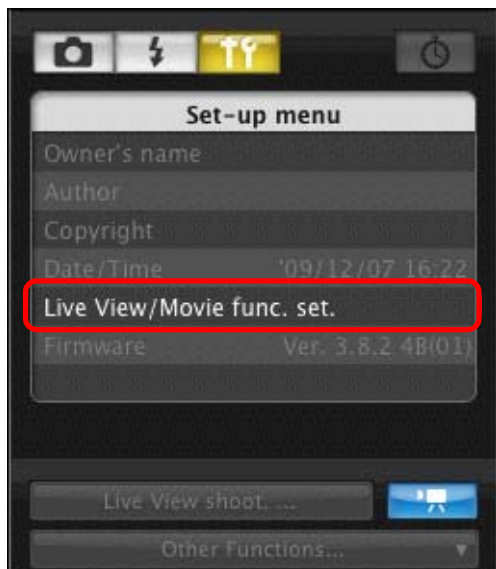 Set-up menu
Owner's name
Author
Copyright
Date/Time '09/12/07 16:22
Live View/Movie func. set.
Firmware Ver. 3.8.2 4B(01)
Live View shoot. ...
Other Functions...